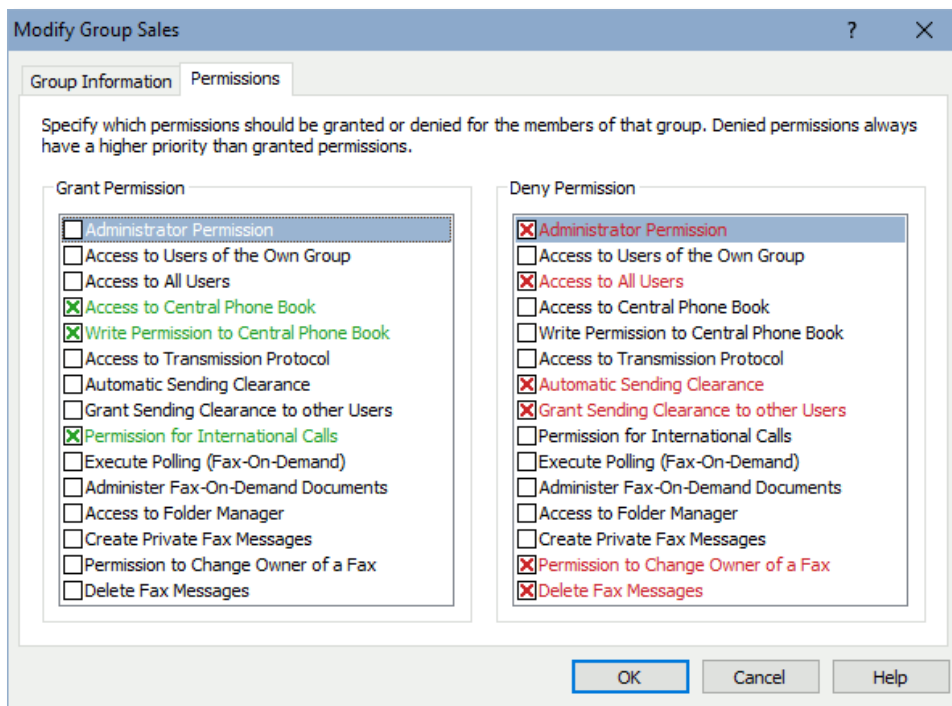 Modify Group Sales
Group Information Permissions
Specify which permissions should be granted or denied for the members of that group. Denied permissions always
have a higher priority than granted permissions.
Grant Permission
Administrator Permission
Access to Users of the Own Group
Access to All Users
Access to Central Phone Book
Write Permission to Central Phone Book
Access to Transmission Protocol
Automatic Sending Clearance
Grant Sending Clearance to other Users
Permission for International Calls
Execute Polling (Fax-On-Demand)
Administer Fax-On-Demand Documents
Access to Folder Manager
Create Private Fax Messages
Permission to Change Owner of a Fax
Delete Fax Messages
Deny Permission
Administrator Permission
Access to Users of the Own Group
Access to All Users
Access to Central Phone Book
Write Permission to Central Phone Book
Access to Transmission Protocol
Automatic Sending Clearance
Grant Sending Clearance to other Users
Permission for International Calls
Execute Polling (Fax-On-Demand)
Administer Fax-On-Demand Documents
Access to Folder Manager
Create Private Fax Messages
Permission to Change Owner of a Fax
Delete Fax Messages
OK Cancel Help